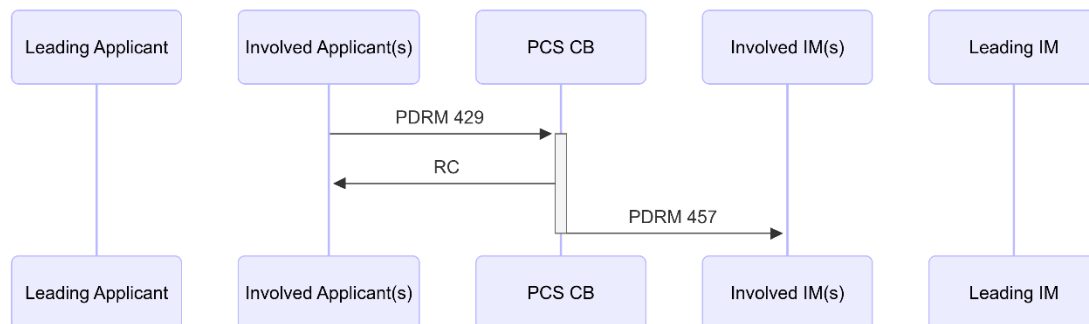 Leading Applicant
Involved Applicant(s)
PCS CB
Involved IM(s)
Leading IM
PDRM 429
RC
PDRM 457
Leading Applicant
Involved Applicant(s)
PCS CB
Involved IM(s)
Leading IM